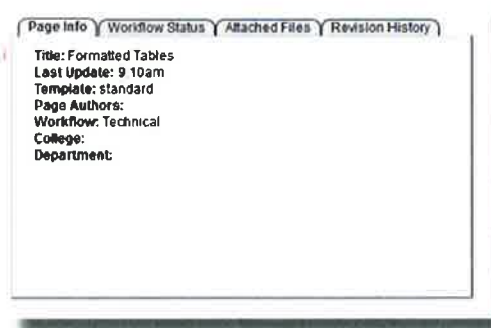 Page Info Workflow Status Attached Files Revision History
Title: Formatted Tables
Last Update: 9 10am
Template: standard
Page Authors:
Workflow: Technical
College:
Department: